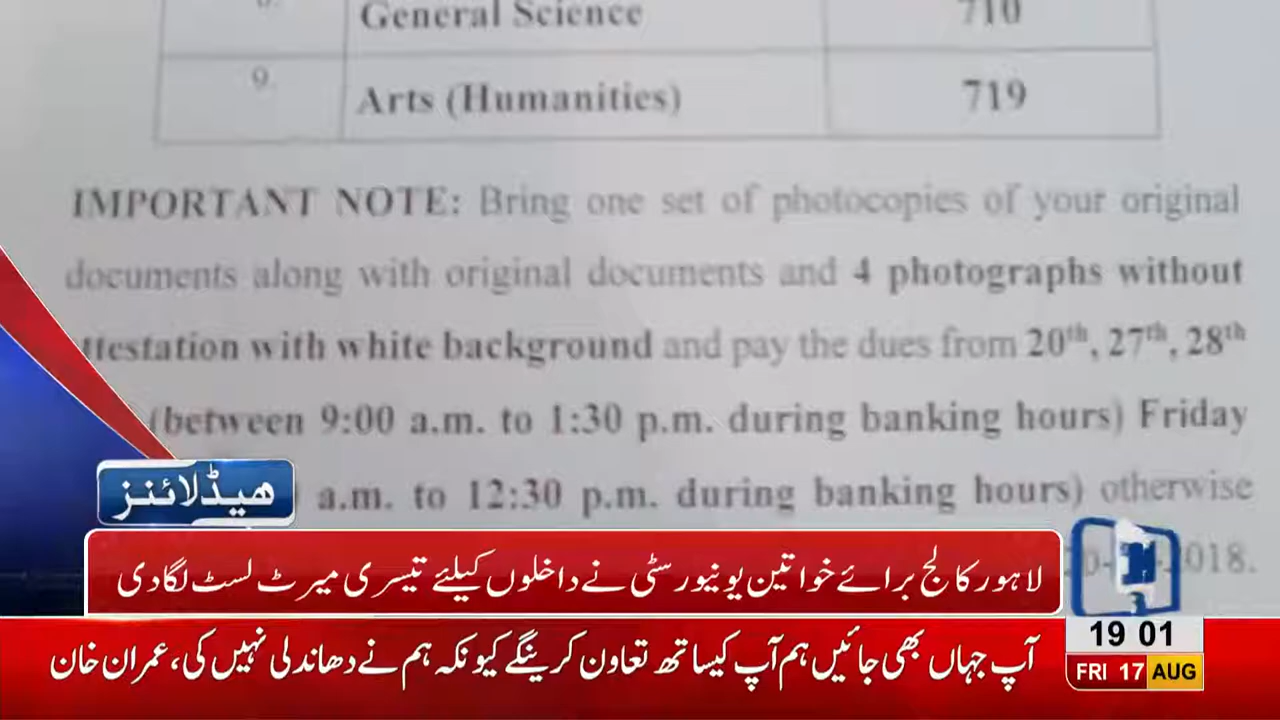 General Science 710
9. Arts (Humanities) 719
IMPORTANT NOTE: Bring one set of photocopies of your original
documents along with original documents and 4 photographs without
ttestation with white background and pay the dues from 20th, 27th, 28th
(between 9:00 a.m. to 1:30 p.m. during banking hours) Friday
a.m. to 12:30 p.m. during banking hours) otherwise
2018.
ہیڈلائنز
لاہور کالج برائے خواتین یونیورسٹی نے داخلوں کیلئے تیسری میرٹ لسٹ لگادی
19 01
آپ جہاں بھی جائیں ہم آپ کیساتھ تعاون کرینگے کیونکہ ہم نے دھاندلی نہیں کی، عمران خان
FRI 17 AUG